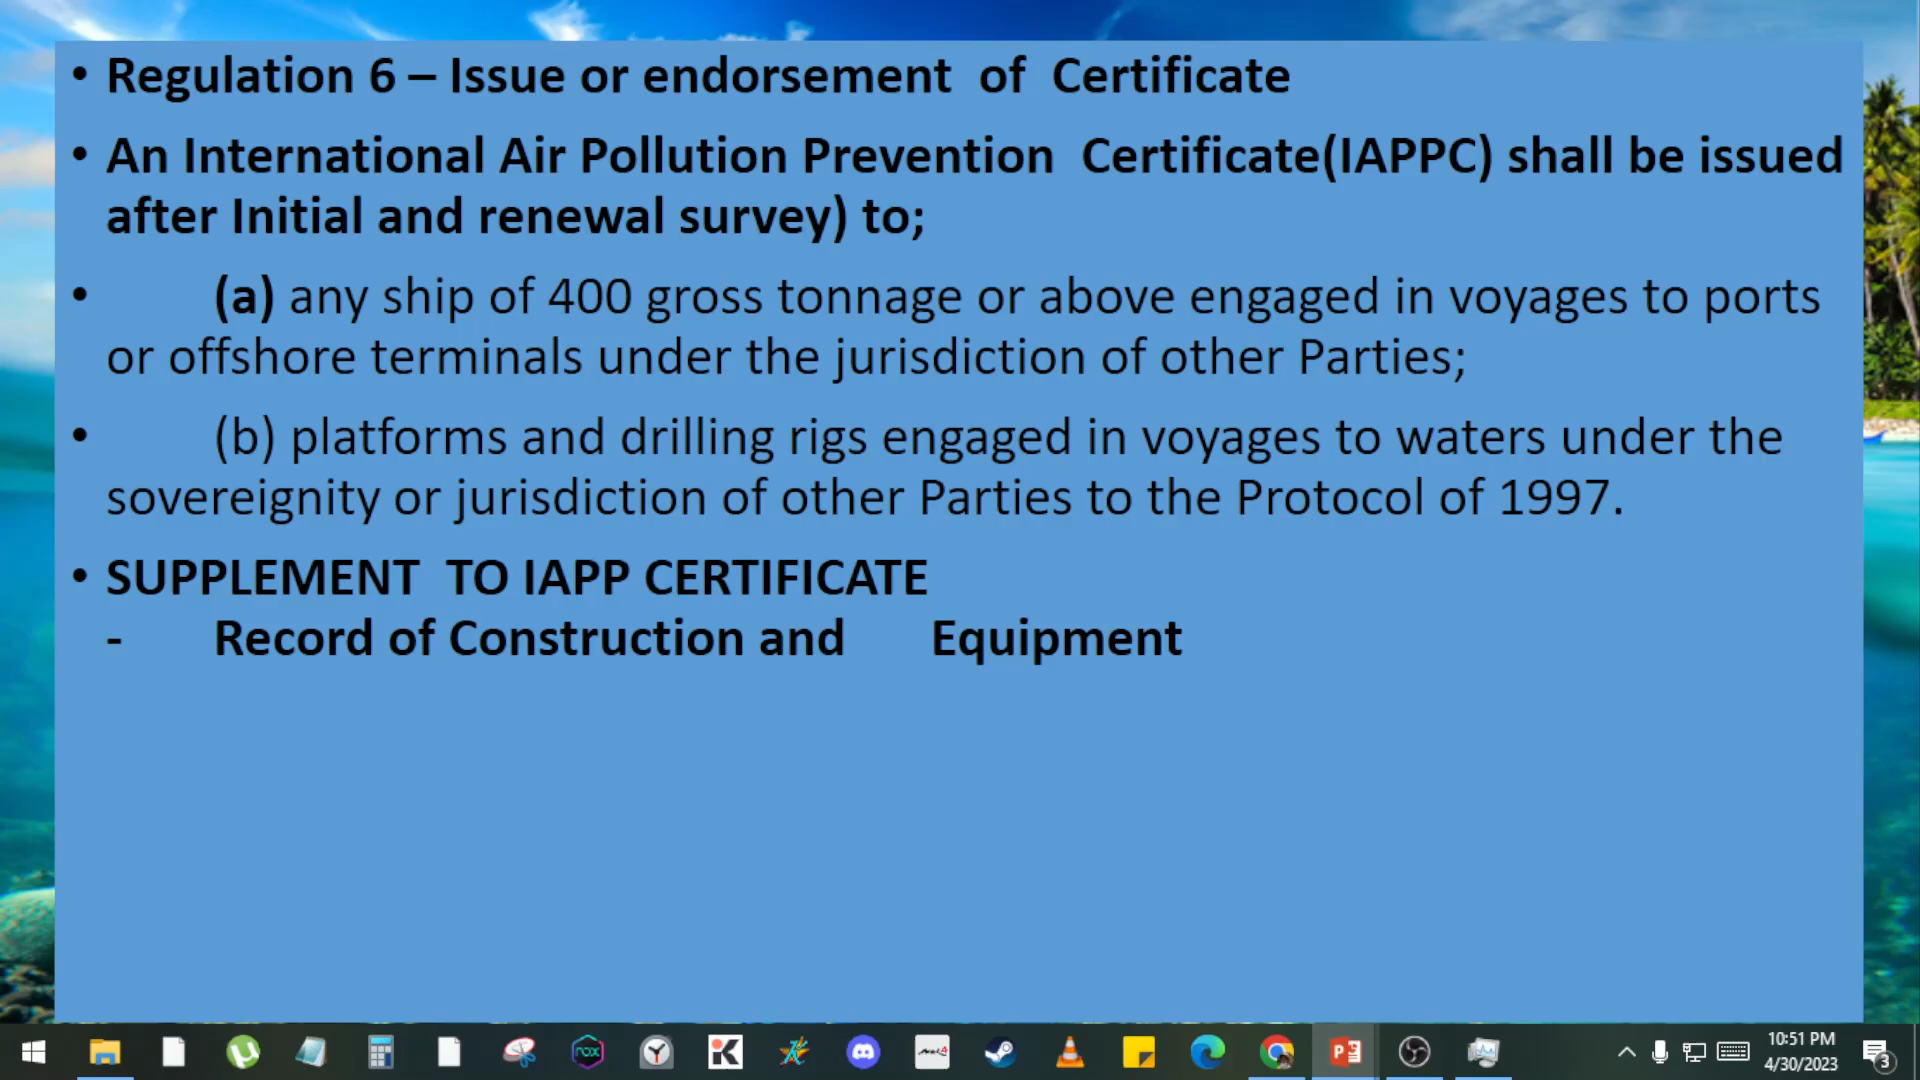 • Regulation 6 – Issue or endorsement of Certificate
• An International Air Pollution Prevention Certificate(IAPPC) shall be issued
after Initial and renewal survey) to;
• (a) any ship of 400 gross tonnage or above engaged in voyages to ports
or offshore terminals under the jurisdiction of other Parties;
• (b) platforms and drilling rigs engaged in voyages to waters under the
sovereignity or jurisdiction of other Parties to the Protocol of 1997.
• SUPPLEMENT TO IAPP CERTIFICATE
- Record of Construction and Equipment
10:51 PM
4/30/2023
3